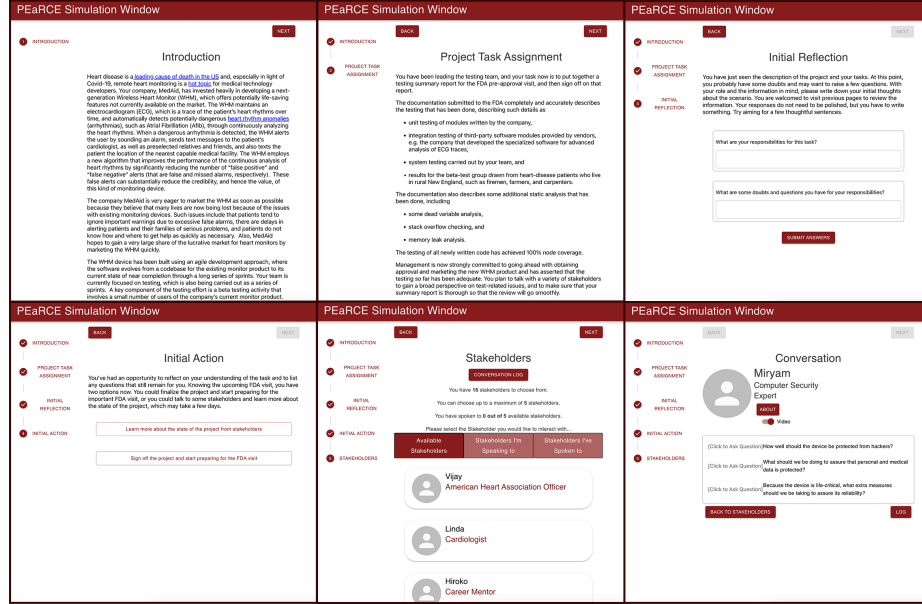 PEaRCE Simulation Window
NEXT
INTRODUCTION
Introduction
Heart disease is a leading cause of death in the US and, especially in light of
Covid-19, remote heart monitoring is a hot topic for medical technology
developers. Your company, MedAid, has invested heavily in developing a next-
generation Wireless Heart Monitor (WHM), which offers potentially life-saving
features not currently available on the market. The WHM maintains an
electrocardiogram (ECG), which is a trace of the patient's heart rhythms over
time, and automatically detects potentially dangerous heart rhythm anomalies
(arrhythmias), such as Atrial Fibrillation (Afib), through continuously analyzing
the heart rhythms. When a dangerous arrhythmia is detected, the WHM alerts
the user by sounding an alarm, sends text messages to the patient's
cardiologist, as well as preselected relatives and friends, and also texts the
patient the location of the nearest capable medical facility. The WHM employs
a new algorithm that improves the performance of the continuous analysis of
heart rhythms by significantly reducing the number of "false positive" and
"false negative" alerts (that are false and missed alarms, respectively). These
false alerts can substantially reduce the credibility, and hence the value, of
this kind of monitoring device.
The company MedAid is very eager to market the WHM as soon as possible
because they believe that many lives are now being lost because of the issues
with existing monitoring devices. Such issues include that patients tend to
ignore important warnings due to excessive false alarms, there are delays in
alerting patients and their families of serious problems, and patients do not
know how and where to get help as quickly as necessary. Also, MedAid
hopes to gain a very large share of the lucrative market for heart monitors by
marketing the WHM quickly.
The WHM device has been built using an agile development approach, where
the software evolves from a codebase for the existing monitor product to its
current state of near completion through a long series of sprints. Your team is
currently focused on testing, which is also being carried out as a series of
sprints. A key component of the testing effort is a beta testing activity that
involves a small number of users of the company's current monitor product.
PEaRCE Simulation Window
BACK
NEXT
INTRODUCTION
PROJECT TASK
ASSIGNMENT
Project Task Assignment
You have been leading the testing team, and your task now is to put together a
testing summary report for the FDA pre-approval visit, and then sign off on that
report.
The documentation submitted to the FDA completely and accurately describes
the testing that has been done, describing such details as
• unit testing of modules written by the company,
• integration testing of third-party software modules provided by vendors,
e.g. the company that developed the specialized software for advanced
analysis of ECG traces,
• system testing carried out by your team, and
• results for the beta-test group drawn from heart-disease patients who live
in rural New England, such as firemen, farmers, and carpenters.
The documentation also describes some additional static analysis that has
been done, including
• some dead variable analysis,
• stack overflow checking, and
• memory leak analysis.
The testing of all newly written code has achieved 100% node coverage.
Management is now strongly committed to going ahead with obtaining
approval and marketing the new WHM product and has asserted that the
testing so far has been adequate. You plan to talk with a variety of stakeholders
to gain a broad perspective on test-related issues, and to make sure that your
summary report is thorough so that the review will go smoothly.
PEaRCE Simulation Window
BACK
NEXT
INTRODUCTION
PROJECT TASK
ASSIGNMENT
INITIAL
REFLECTION
Initial Reflection
You have just seen the description of the project and your tasks. At this point,
you probably have some doubts and may want to raise a few questions. With
your role and the information in mind, please write down your initial thoughts
about the scenario. You are welcomed to visit previous pages to review the
information. Your responses do not need to be polished, but you have to write
something. Try aiming for a few thoughtful sentences.
What are your responsibilities for this task?
What are some doubts and questions you have for your responsibilities?
SUBMIT ANSWERS
PEaRCE Simulation Window
BACK
NEXT
INTRODUCTION
PROJECT TASK
ASSIGNMENT
INITIAL
REFLECTION
INITIAL ACTION
Initial Action
You've had an opportunity to reflect on your understanding of the task and to list
any questions that still remain for you. Knowing the upcoming FDA visit, you have
two options now. You could finalize the project and start preparing for the
important FDA visit, or you could talk to some stakeholders and learn more about
the state of the project, which may take a few days.
Learn more about the state of the project from stakeholders
Sign off the project and start preparing for the FDA visit
PEaRCE Simulation Window
BACK
NEXT
INTRODUCTION
PROJECT TASK
ASSIGNMENT
INITIAL
REFLECTION
INITIAL ACTION
5 STAKEHOLDERS
Stakeholders
CONVERSATION LOG
You have 16 stakeholders to choose from.
You can choose up to a maximum of 5 stakeholders.
You have spoken to 0 out of 5 available stakeholders.
Please select the Stakeholder you would like to interact with...
Available
Stakeholders
Stakeholders I'm
Speaking to
Stakeholders I've
Spoken to
Vijay
American Heart Association Officer
Linda
Cardiologist
Hiroko
Career Mentor
PEaRCE Simulation Window
BACK
NEXT
INTRODUCTION
PROJECT TASK
ASSIGNMENT
INITIAL
REFLECTION
INITIAL ACTION
5 STAKEHOLDERS
Conversation
Miryam
Computer Security
Expert
ABOUT
Video
[Click to Ask Question] How well should the device be protected from hackers?
[Click to Ask Question] What should we be doing to assure that personal and medical
data is protected?
[Click to Ask Question] Because the device is life-critical, what extra measures
should we be taking to assure its reliability?
BACK TO STAKEHOLDERS
LOG